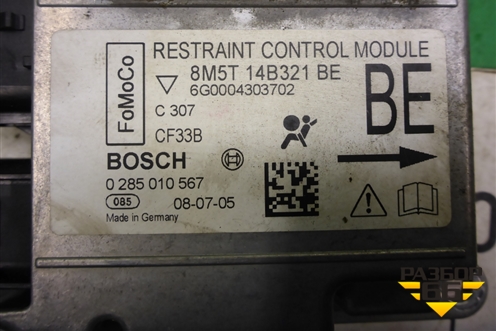 FoMoCo
RESTRAINT CONTROL MODULE
8M5T 14B321 BE
6G0004303702
C 307
CF33B
BE
BOSCH
0 285 010 567
085
08-07-05
Made in Germany
РАЗБОР
66